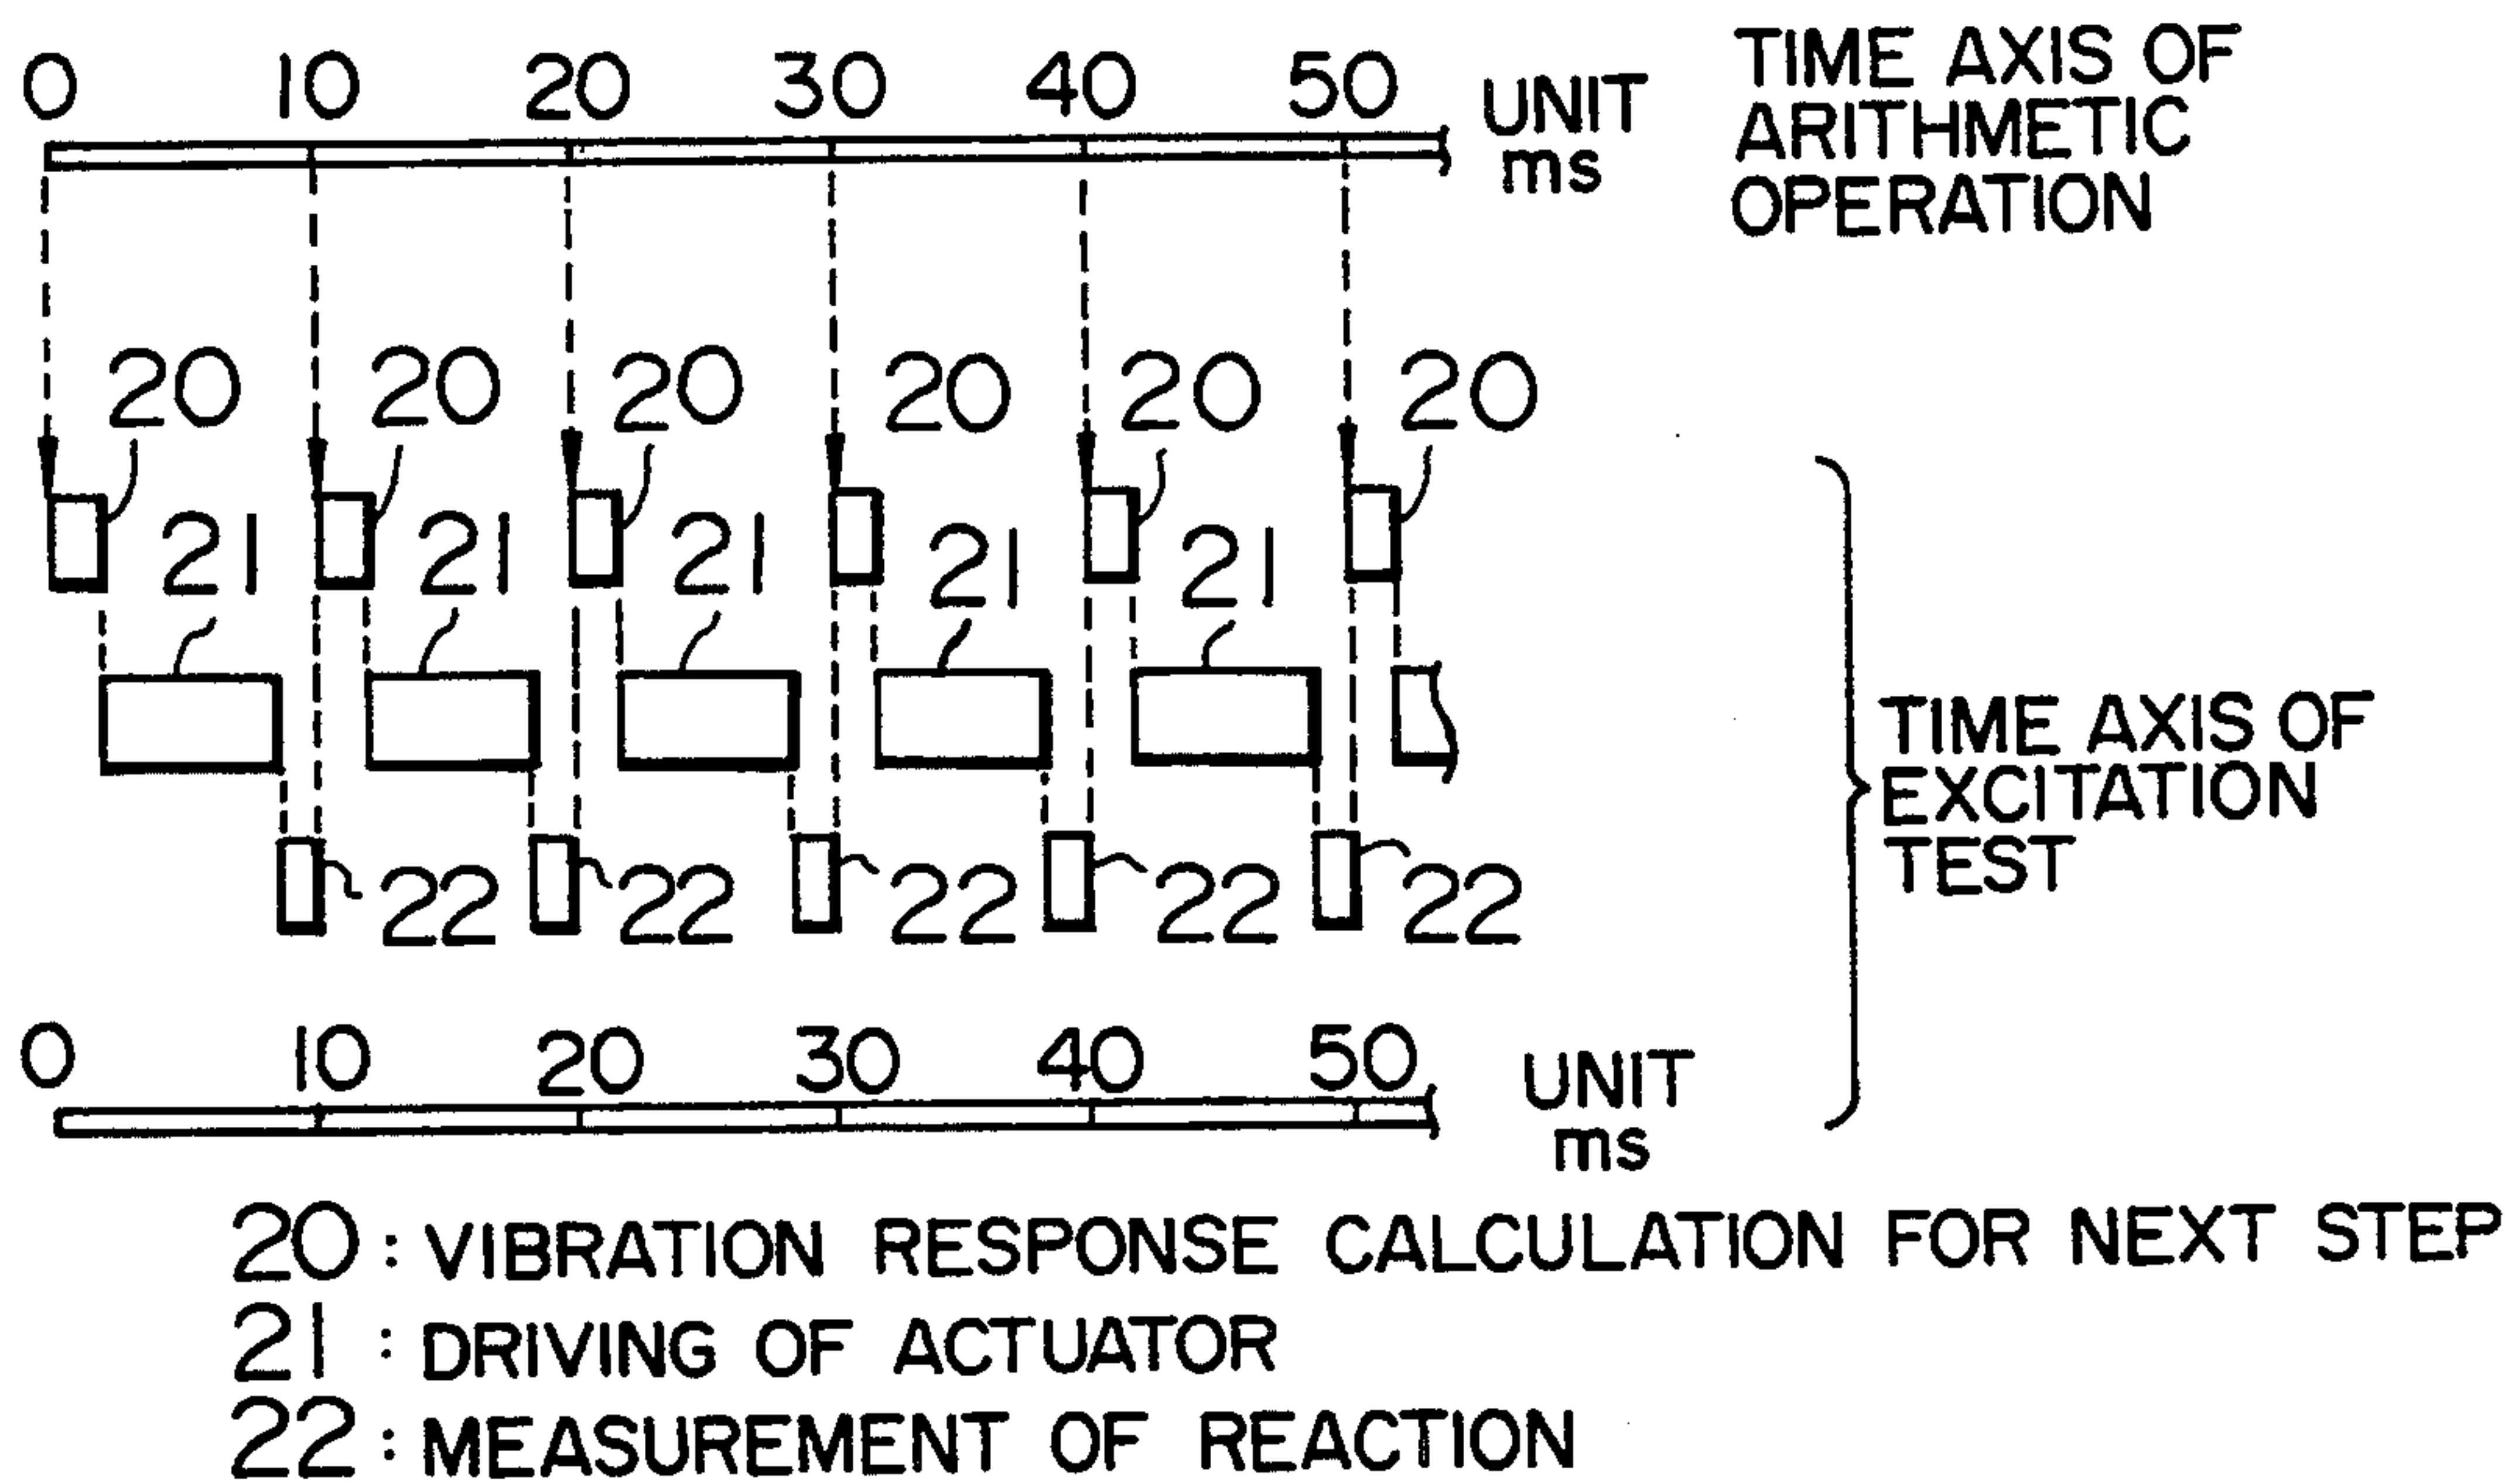 0 10 20 30 40 50 UNIT ms
TIME AXIS OF
ARITHMETIC
OPERATION
20 20 20 20 20 20
21 21 21 21 21
22 22 22 22 22
TIME AXIS OF
EXCITATION
TEST
0 10 20 30 40 50 UNIT ms
20 : VIBRATION RESPONSE CALCULATION FOR NEXT STEP
21 : DRIVING OF ACTUATOR
22 : MEASUREMENT OF REACTION